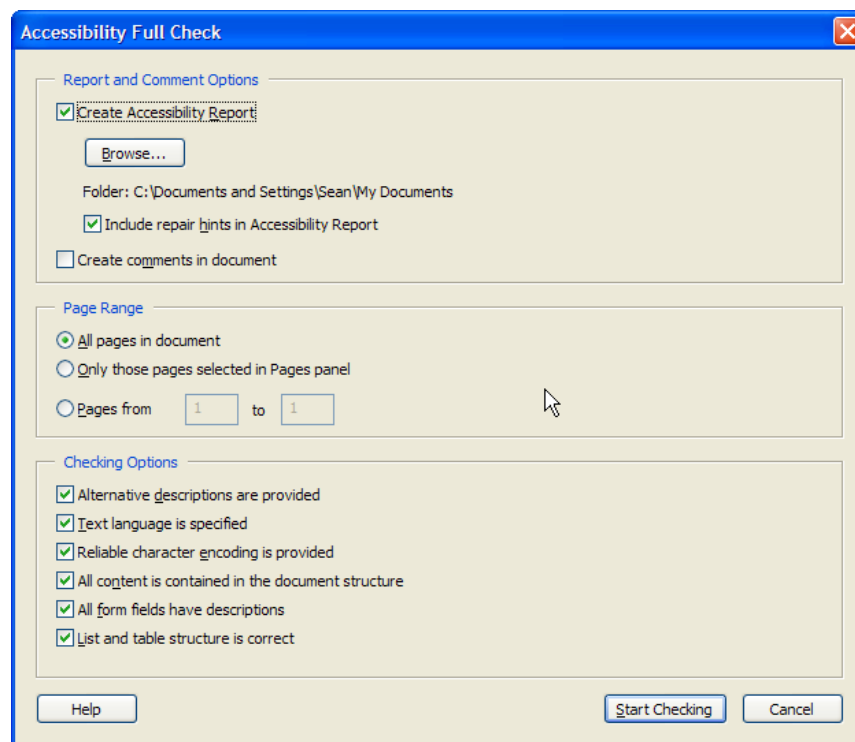 Accessibility Full Check
Report and Comment Options
Create Accessibility Report
Browse...
Folder: C:\Documents and Settings\Sean\My Documents
Include repair hints in Accessibility Report
Create comments in document
Page Range
All pages in document
Only those pages selected in Pages panel
Pages from 1 to 1
Checking Options
Alternative descriptions are provided
Text language is specified
Reliable character encoding is provided
All content is contained in the document structure
All form fields have descriptions
List and table structure is correct
Help Start Checking Cancel